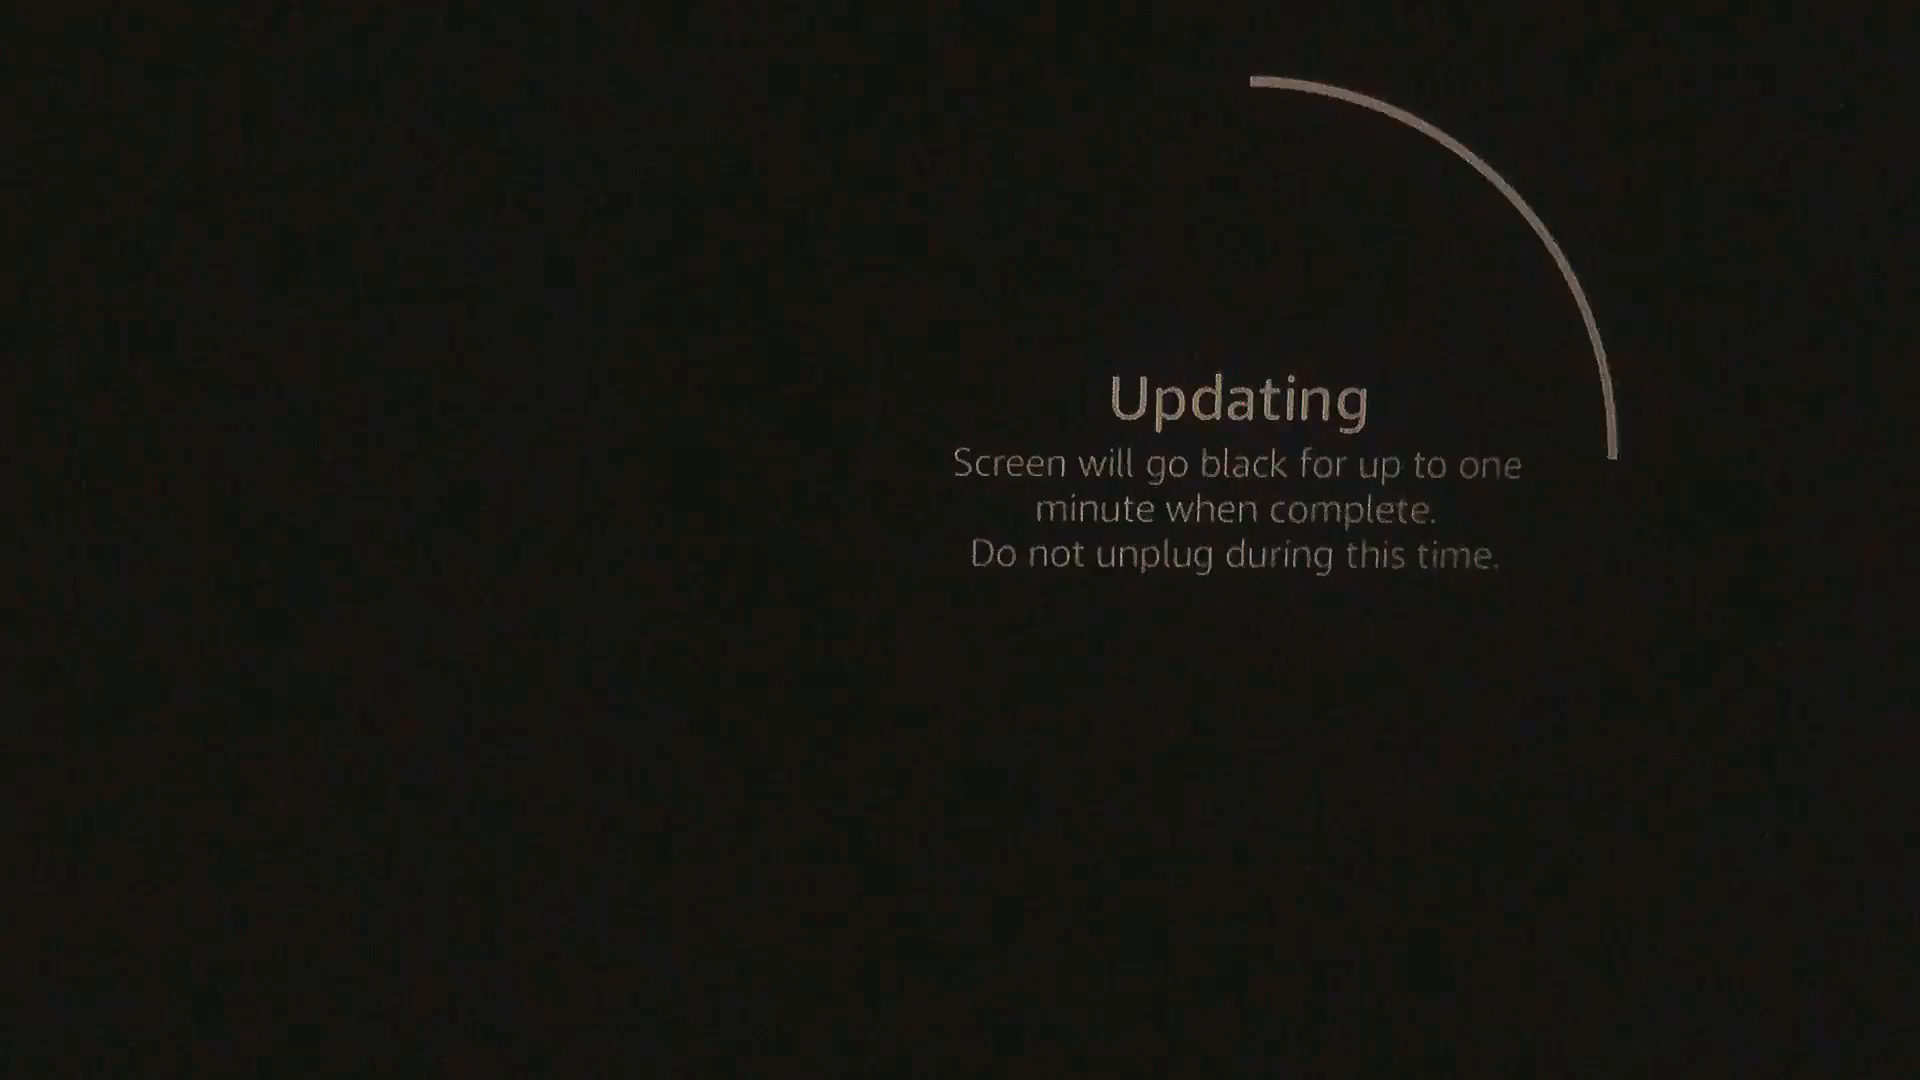 Updating
Screen will go black for up to one
minute when complete.
Do not unplug during this time.